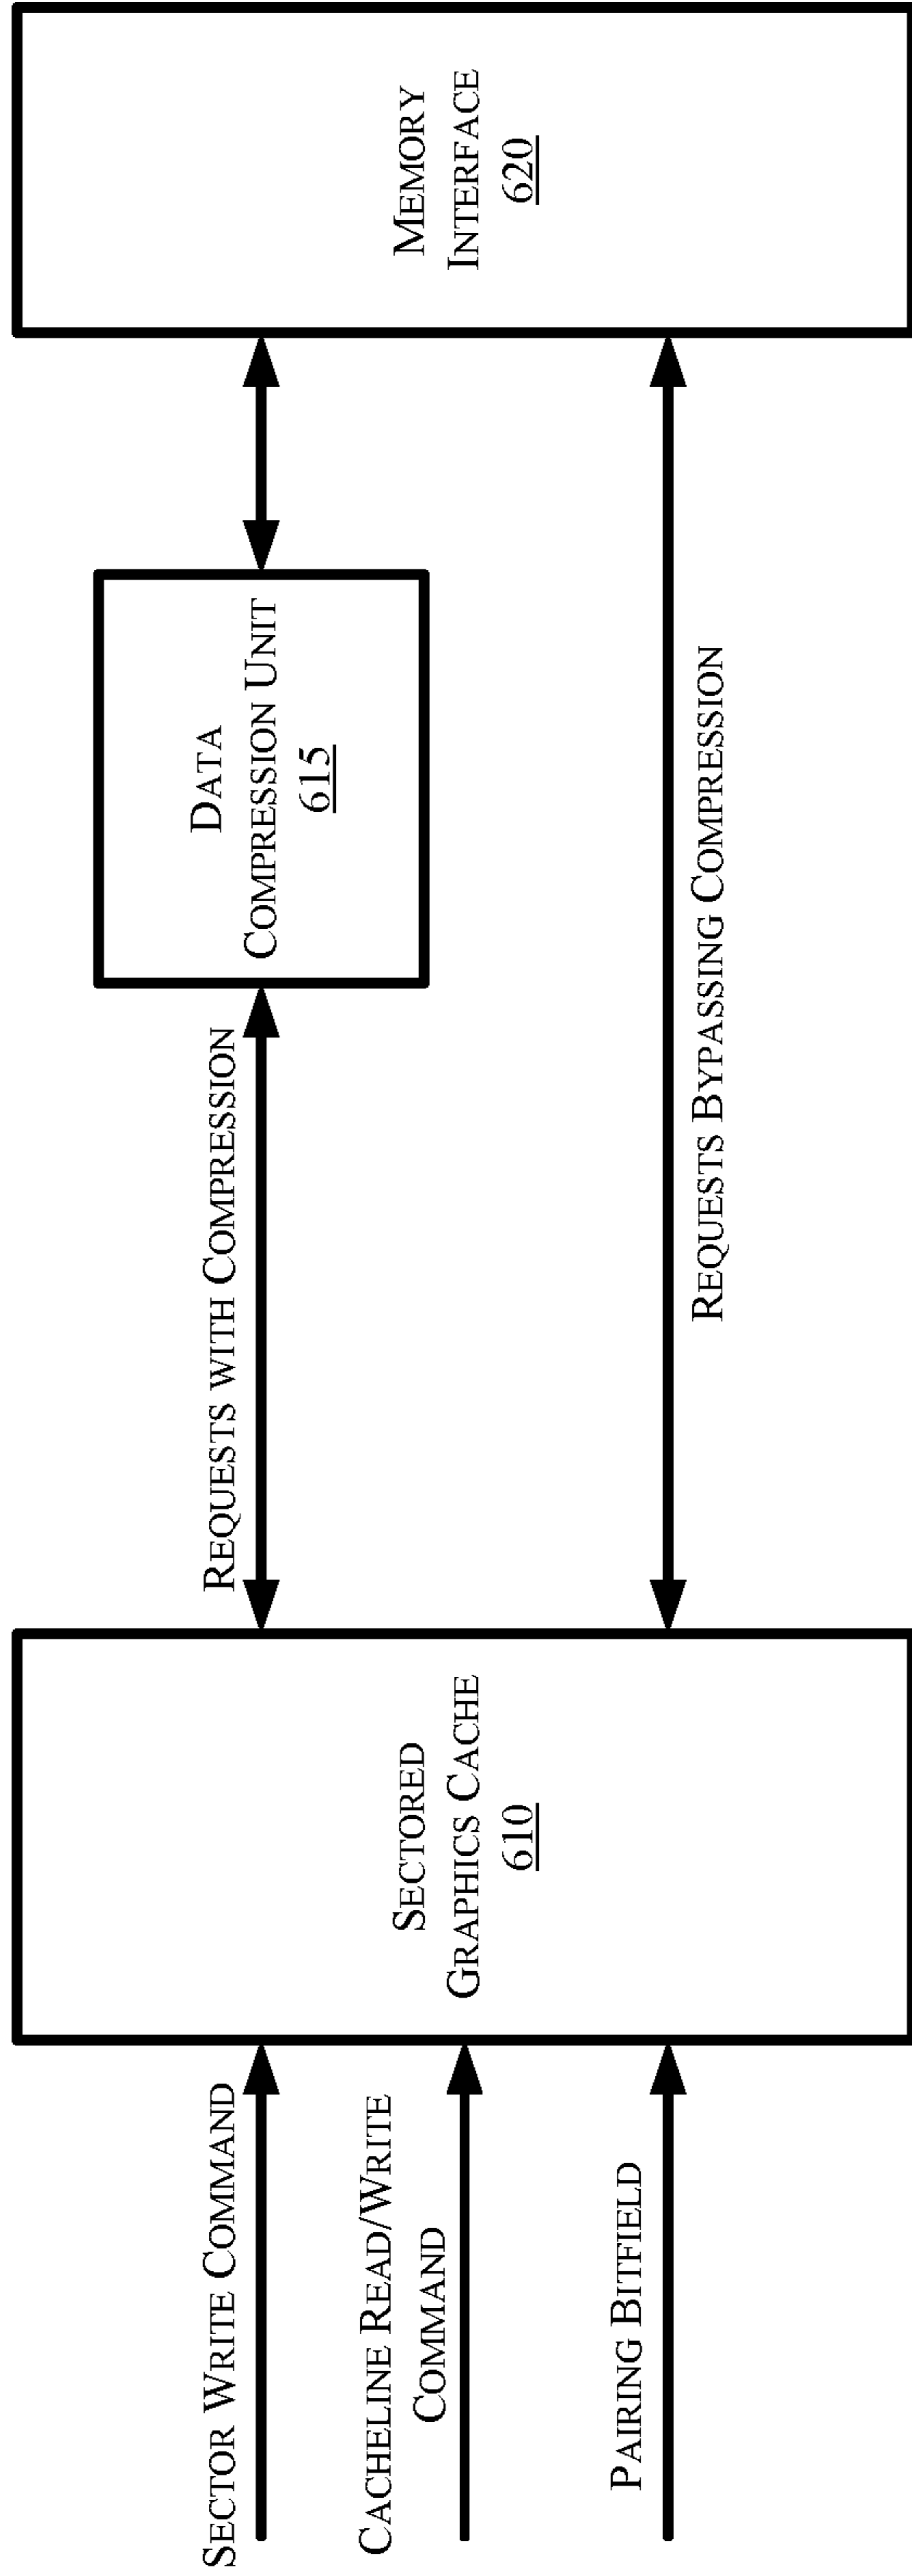 SECTOR WRITE COMMAND
CACHELINE READ/WRITE
COMMAND
PAIRING BITFIELD
SECTORED
GRAPHICS CACHE
610
REQUESTS WITH COMPRESSION
DATA
COMPRESSION UNIT
615
REQUESTS BYPASSING COMPRESSION
MEMORY
INTERFACE
620